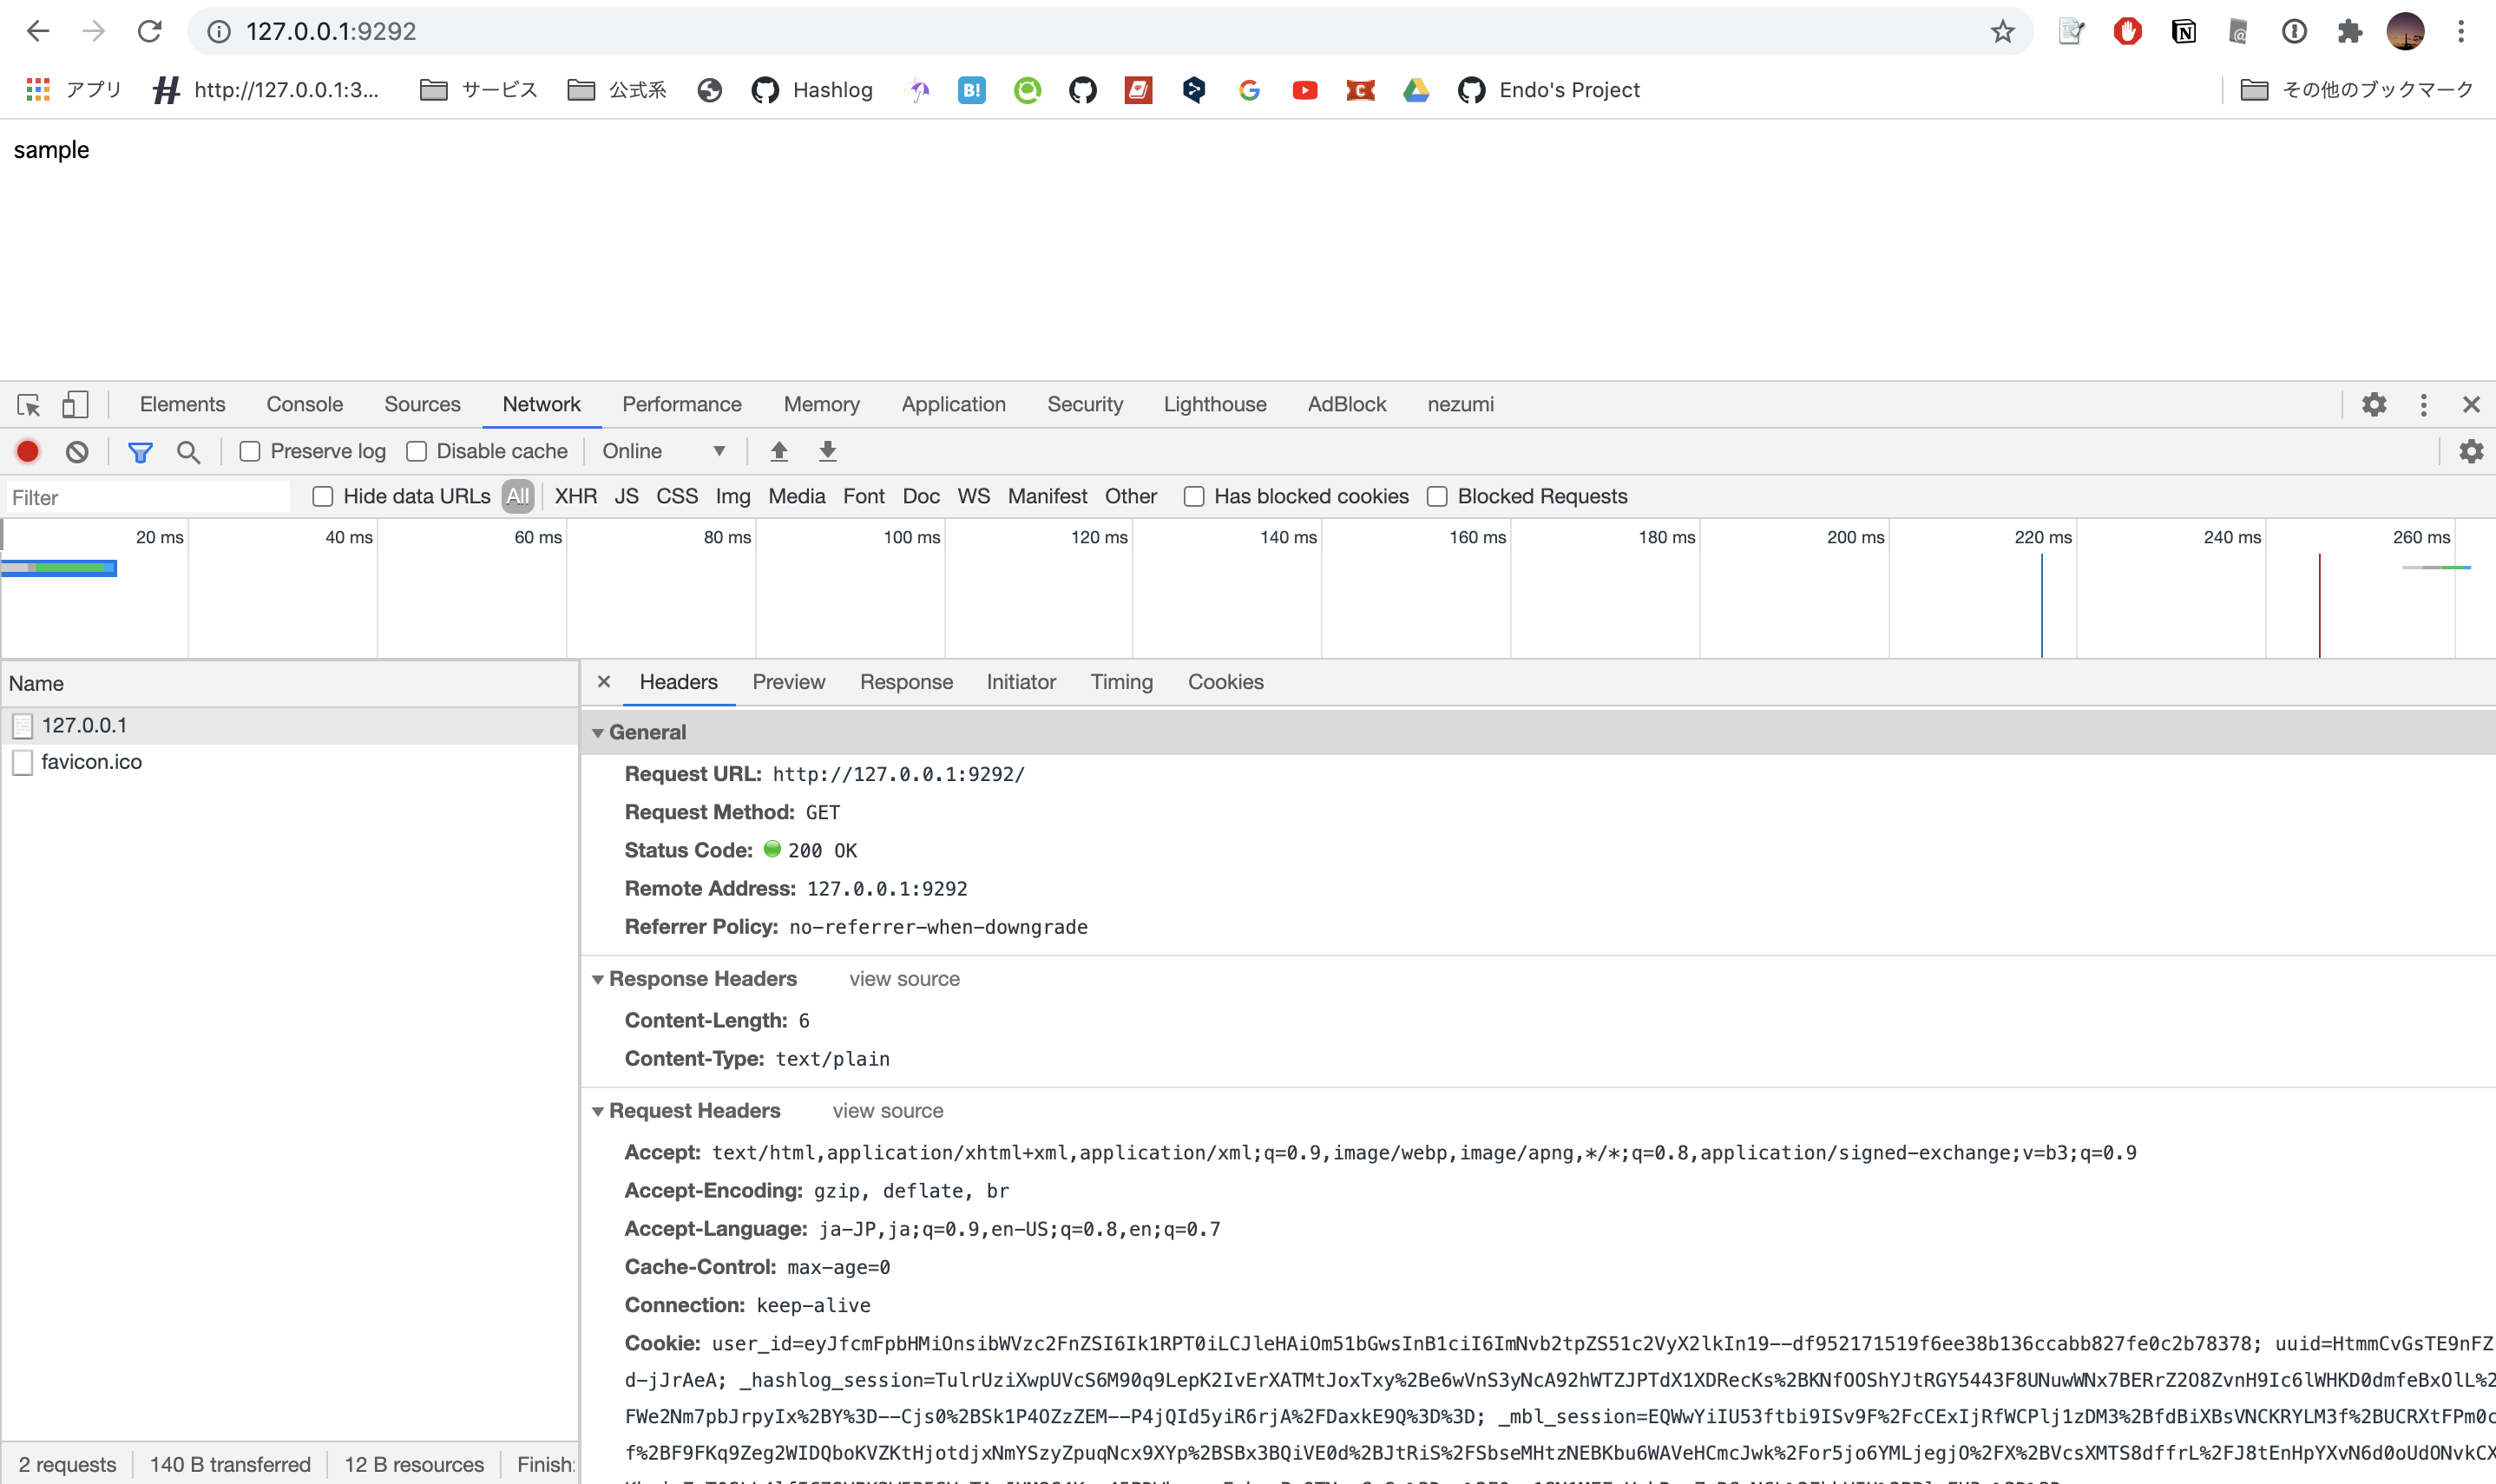 127.0.0.1:9292
アプリ http://127.0.0.1:3... サービス 公式系 Hashlog B! Endo's Project その他のブックマーク
sample
Elements Console Sources Network Performance Memory Application Security Lighthouse AdBlock nezumi
Preserve log Disable cache Online
Filter Hide data URLs All XHR JS CSS Img Media Font Doc WS Manifest Other Has blocked cookies Blocked Requests
20 ms 40 ms 60 ms 80 ms 100 ms 120 ms 140 ms 160 ms 180 ms 200 ms 220 ms 240 ms 260 ms
Name
Headers Preview Response Initiator Timing Cookies
127.0.0.1
favicon.ico
General
Request URL: http://127.0.0.1:9292/
Request Method: GET
Status Code: 200 OK
Remote Address: 127.0.0.1:9292
Referrer Policy: no-referrer-when-downgrade
Response Headers view source
Content-Length: 6
Content-Type: text/plain
Request Headers view source
Accept: text/html,application/xhtml+xml,application/xml;q=0.9,image/webp,image/apng,*/*;q=0.8,application/signed-exchange;v=b3;q=0.9
Accept-Encoding: gzip, deflate, br
Accept-Language: ja-JP,ja;q=0.9,en-US;q=0.8,en;q=0.7
Cache-Control: max-age=0
Connection: keep-alive
Cookie: user_id=eyJfcmFpbHMiOnsibWVzc2FnZSI6Ik1RPT0iLCJleHAiOm51bGwsInB1ciI6ImNvb2tpZS51c2VyX2lkIn19--df952171519f6ee38b136ccabb827fe0c2b78378; uuid=HtmmCvGsTE9nFZ
d-jJrAeA; _hashlog_session=TulrUziXwpUVcS6M90q9LepK2IvErXATMtJoxTxy%2Be6wVnS3yNcA92hWTZJPTdX1XDRecKs%2BKNfOOShYJtRGY5443F8UNuwWNx7BERrZ2O8ZvnH9Ic6lWHKD0dmfeBxOlL%2
FWe2Nm7pbJrpyIx%2BY%3D--Cjs0%2BSk1P4OZzZEM--P4jQId5yiR6rjA%2FDaxkE9Q%3D%3D; _mbl_session=EQWwYiIU53ftbi9ISv9F%2FcCExIjRfWCPlj1zDM3%2BfdBiXBsVNCKRYLM3f%2BUCRXtFPm0c
f%2BF9FKq9Zeg2WIDQboKVZKtHjotdjxNmYSzyZpuqNcx9XYp%2BSBx3BQiVE0d%2BJtRiS%2FSbseMHtzNEBKbu6WAVeHCmcJwk%2For5jo6YMLjegjO%2FX%2BVcsXMTS8dffrL%2FJ8tEnHpYXvN6d0oUdONvkCX
2 requests 140 B transferred 12 B resources Finish: